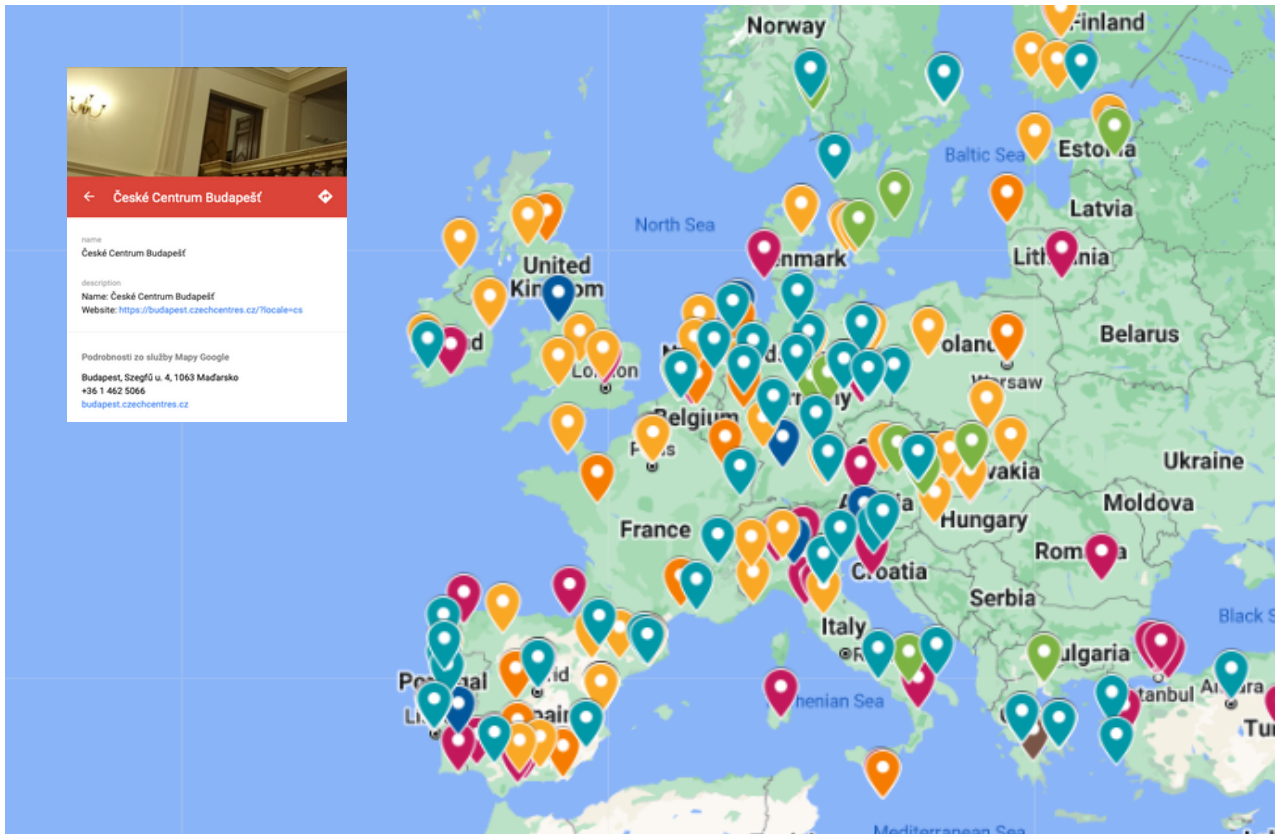 České Centrum Budapešť
name
České Centrum Budapešť
description
Name: České Centrum Budapešť
Website: https://budapest.czechcentres.cz/?locale=cs
Podrobnosti zo služby Mapy Google
Budapest, Szegfű u. 4, 1063 Maďarsko
+36 1 462 5066
budapest.czechcentres.cz
Norway
Finland
Baltic Sea
Estonia
Latvia
North Sea
United
Kingdom
Belarus
London
Warsaw
Belgium
Ukraine
Moldova
Hungary
France
Croatia
Serbia
Italy
Black S
Istanbul
Mediterranean Sea